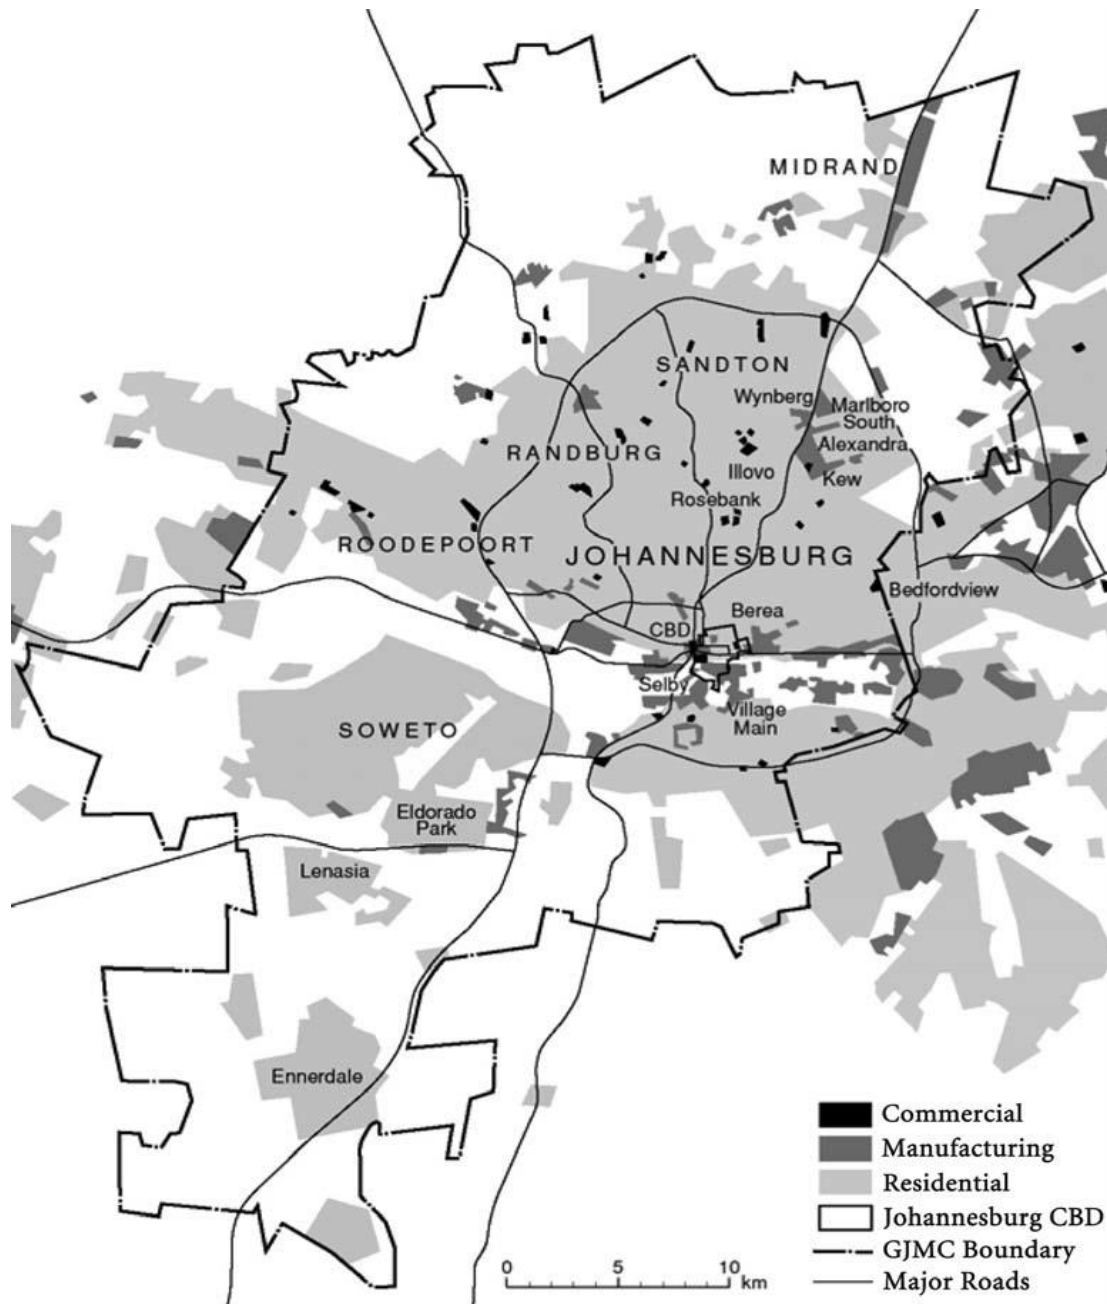 MIDRAND
SANDTON
Wynberg
Marlboro
South
Alexandra
RANDBURG
Illovo
Kew
Rosebank
ROODEPOORT
JOHANNESBURG
Bedfordview
Berea
CBD
Selby
Village
Main
SOWETO
Eldorado
Park
Lenasia
Ennerdale
Commercial
Manufacturing
Residential
Johannesburg CBD
GJMC Boundary
Major Roads
0 5 10
km